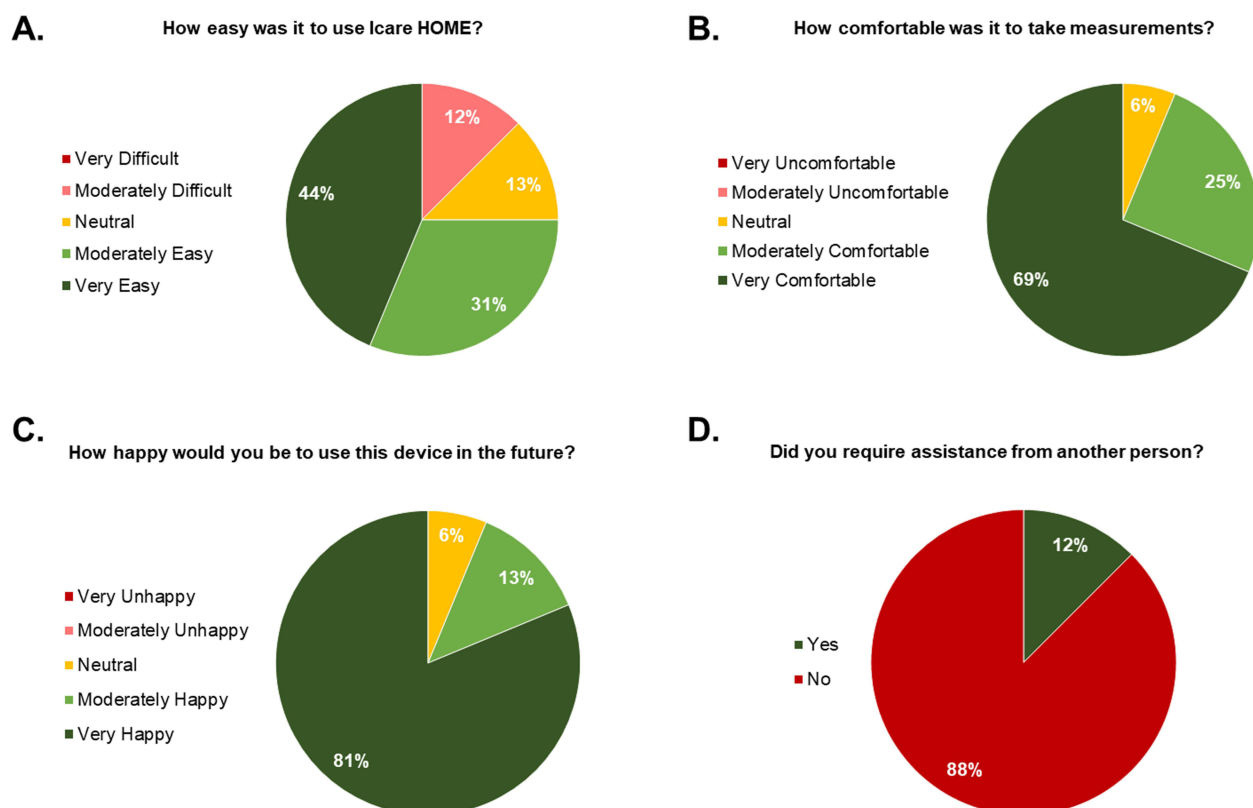 A.
How easy was it to use Icare HOME?
Very Difficult
Moderately Difficult
Neutral
Moderately Easy
Very Easy
12%
13%
31%
44%
B.
How comfortable was it to take measurements?
Very Uncomfortable
Moderately Uncomfortable
Neutral
Moderately Comfortable
Very Comfortable
6%
25%
69%
C.
How happy would you be to use this device in the future?
Very Unhappy
Moderately Unhappy
Neutral
Moderately Happy
Very Happy
6%
13%
81%
D.
Did you require assistance from another person?
Yes
No
12%
88%